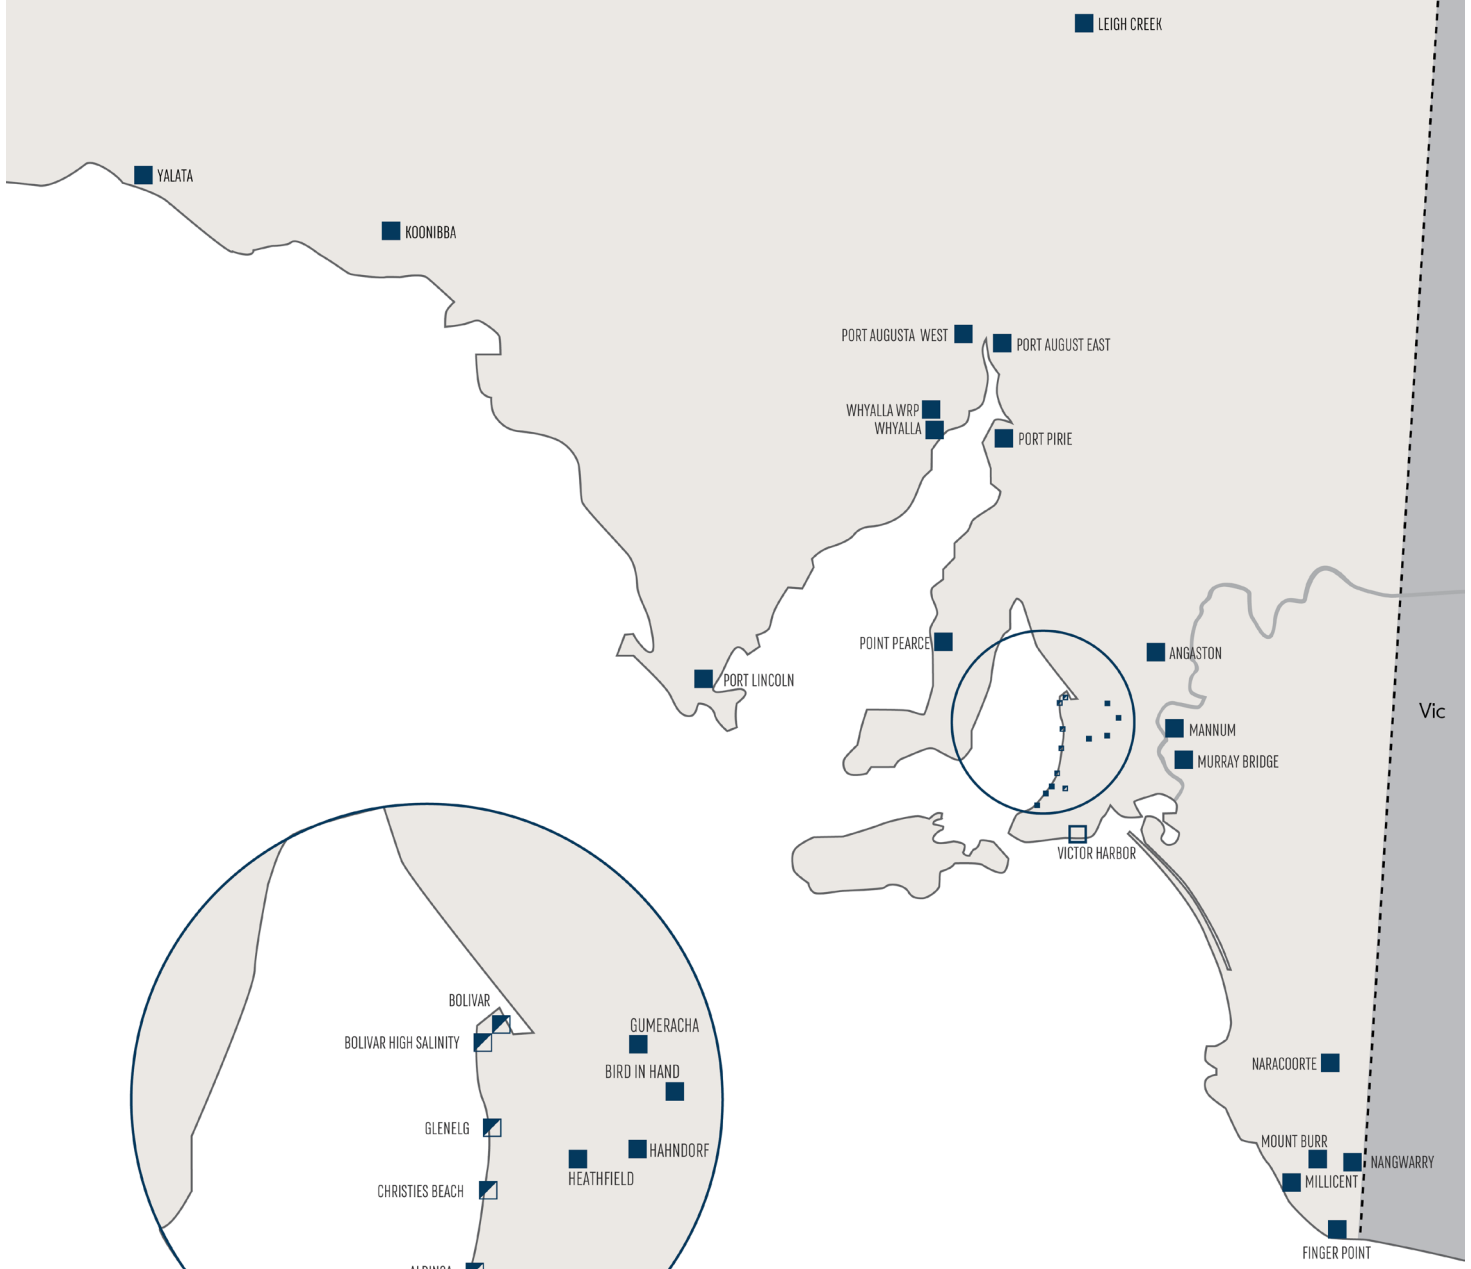 LEIGH CREEK
YALATA
KOONIBBA
PORT AUGUSTA WEST
PORT AUGUST EAST
WHYALLA WRP
WHYALLA
PORT PIRIE
POINT PEARCE
ANGASTON
PORT LINCOLN
Vic
MANNUM
MURRAY BRIDGE
VICTOR HARBOR
BOLIVAR
GUMERACHA
BOLIVAR HIGH SALINITY
BIRD IN HAND
NARACOORTE
GLENELG
HAHNDORF
MOUNT BURR
NANGWARRY
HEATHFIELD
MILLICENT
CHRISTIES BEACH
FINGER POINT